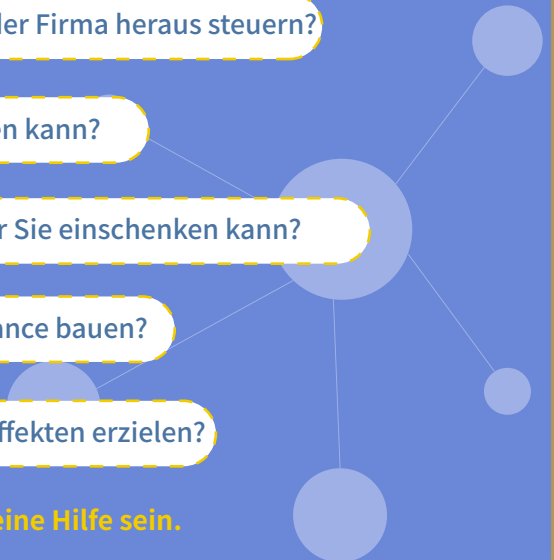 der Firma heraus steuern?
en kann?
r Sie einschenken kann?
ance bauen?
ffekten erzielen?
eine Hilfe sein.